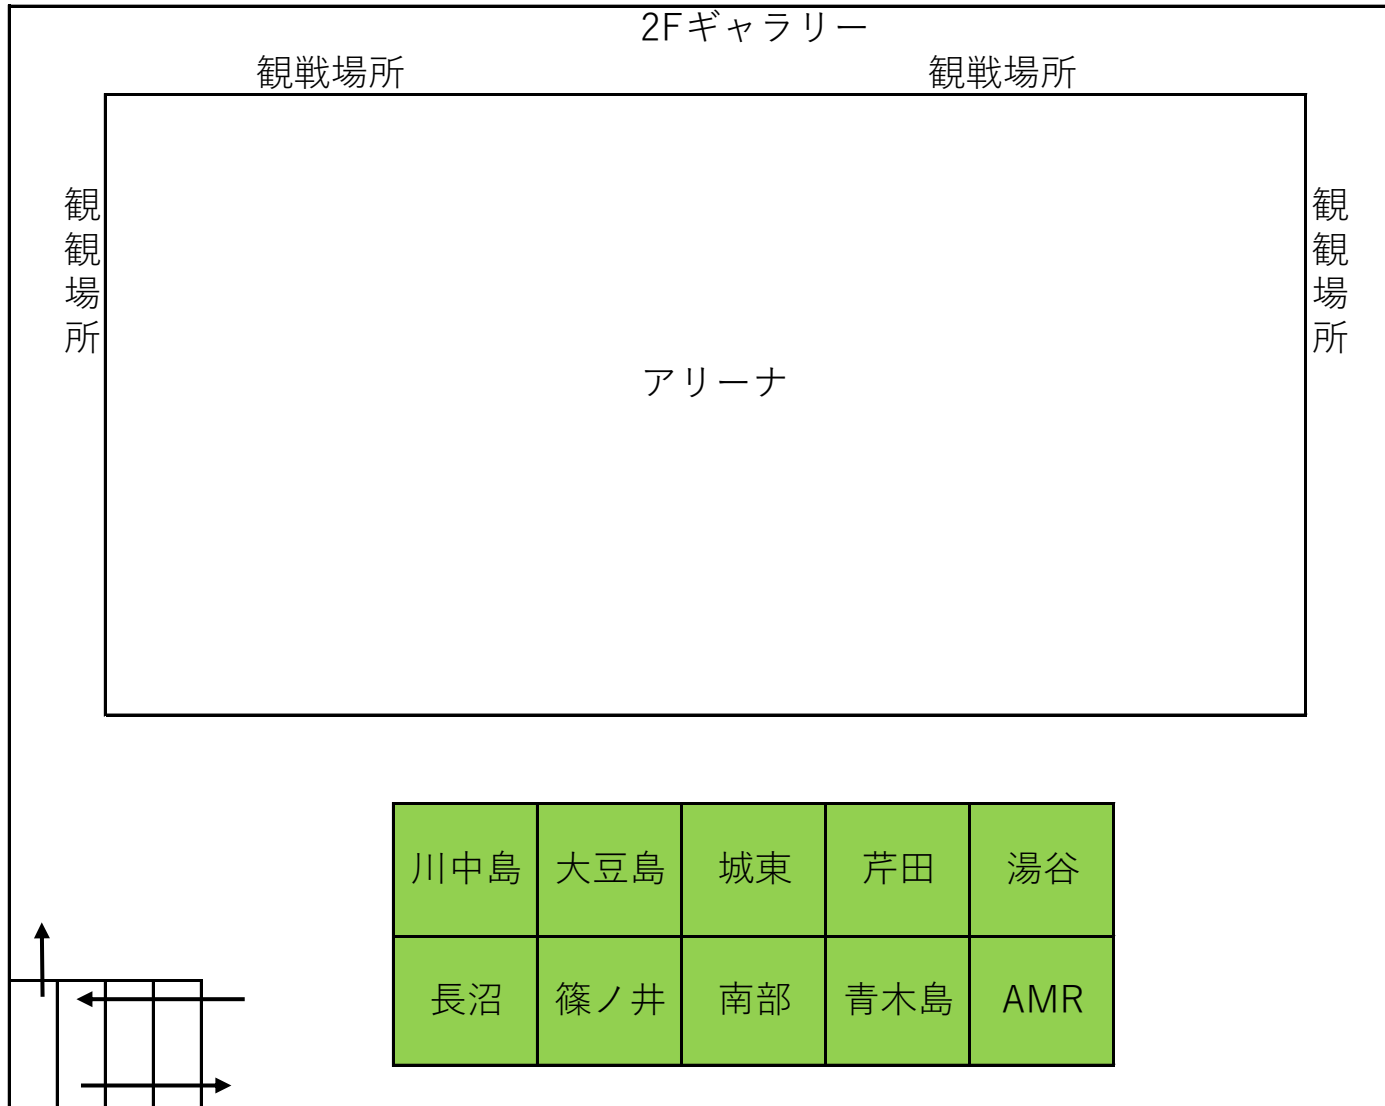 2Fギャラリー
観戦場所 観戦場所
観観場所
観観場所
アリーナ
川中島 大豆島 城東 芹田 湯谷
長沼 篠ノ井 南部 青木島 AMR